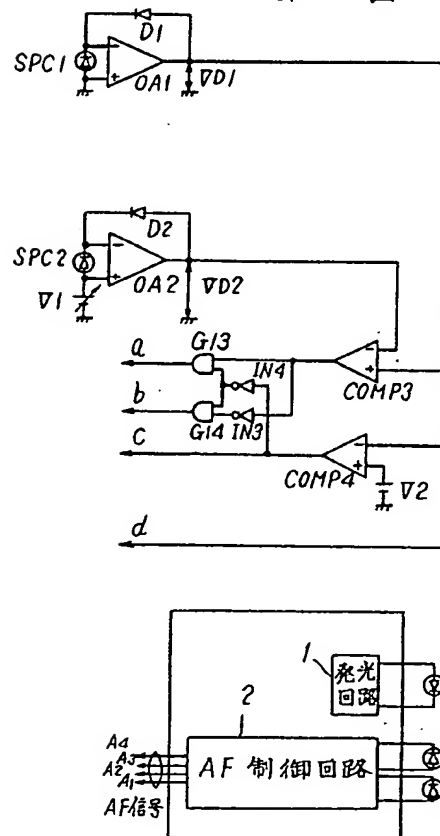 D1
SPC1
OA1
VD1
D2
SPC2
OA2
VD2
V1
G13
a
IN4
COMP3
b
G14
IN3
c
COMP4
V2
d
1
発光
回路
2
A4
A3
A2
A1
AF制御回路
AF信号